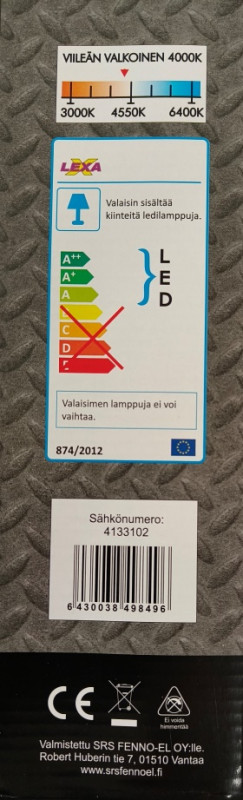 VIILEÄN VALKOINEN 4000K
3000K 4550K 6400K
LEXA
Valaisin sisältää
kiinteitä ledilamppuja.
A++
A+
A
C
D
L
E
D
Valaisimen lamppuja ei voi
vaihtaa.
874/2012
Sähkönumero:
4133102
6 430038 498496
CE
Ei voida
himmentää
Valmistettu SRS FENNO-EL OY:lle.
Robert Huberin tie 7, 01510 Vantaa
www.srsfennoel.fi